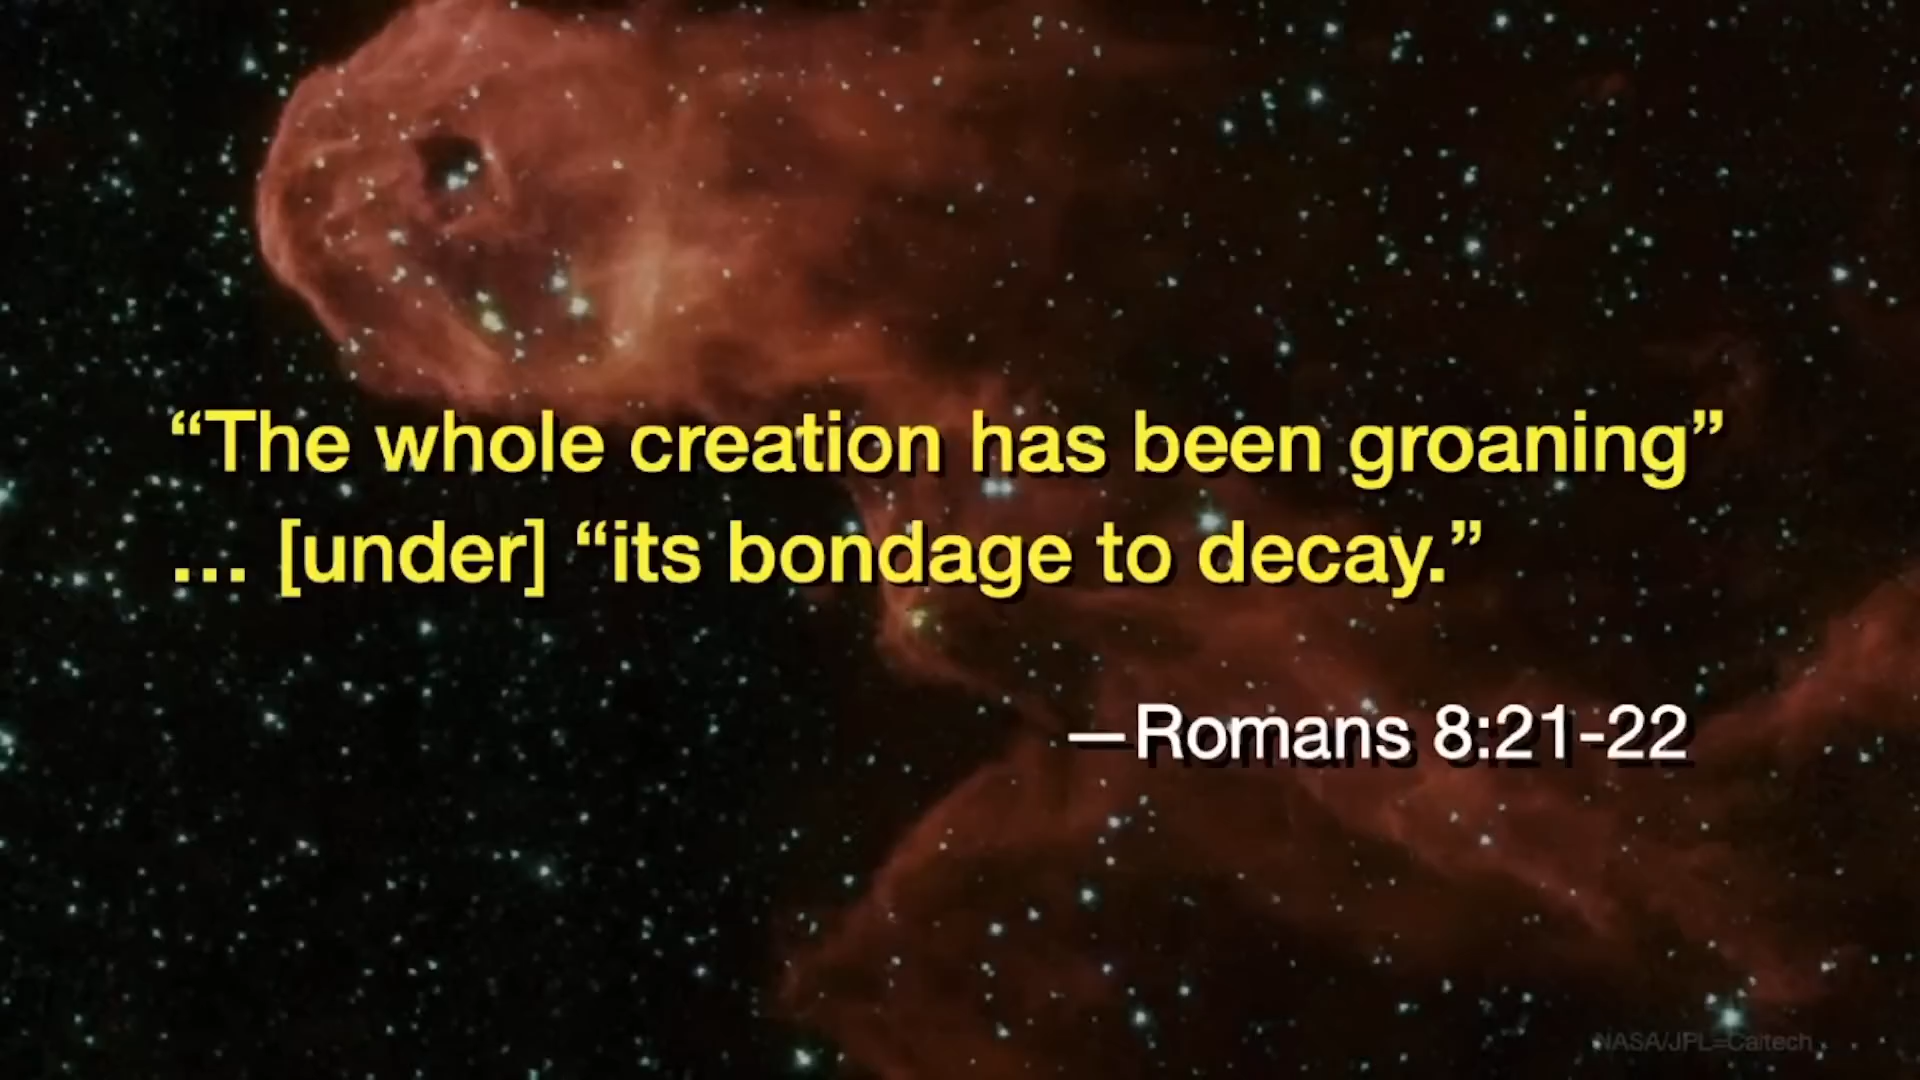 “The whole creation has been groaning”
… [under] “its bondage to decay.”
—Romans 8:21-22
NASA/JPL=Caltech